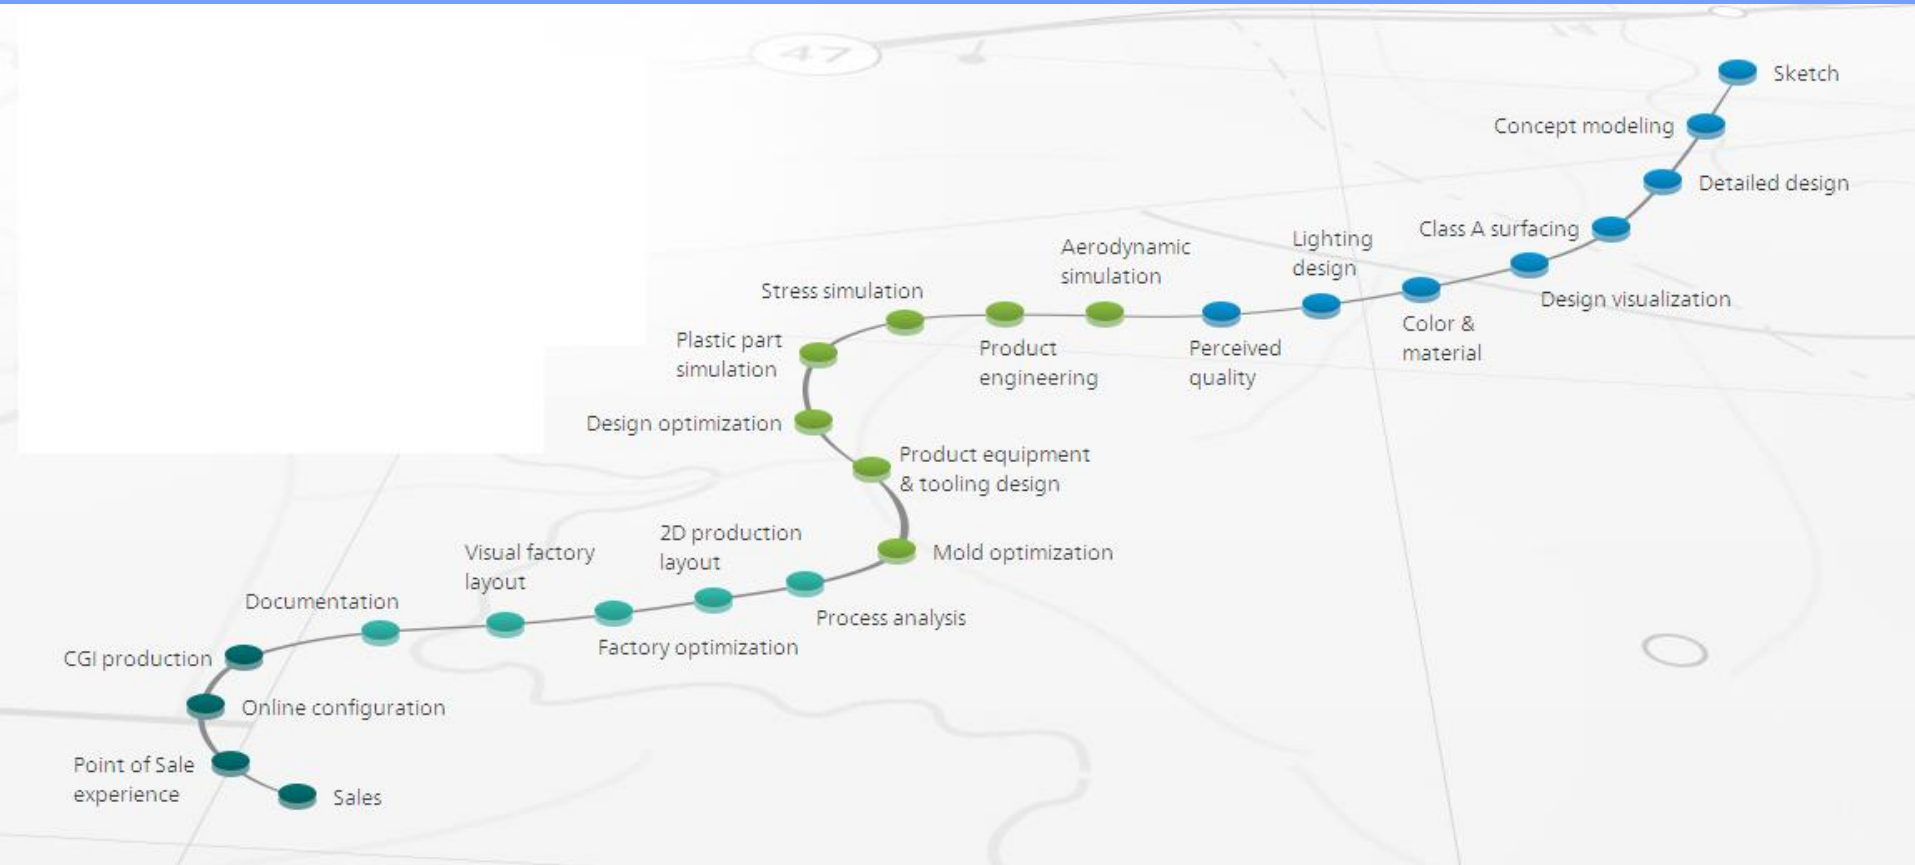 47
Sketch
Concept modeling
Detailed design
Class A surfacing
Lighting
design
Aerodynamic
simulation
Stress simulation
Design visualization
Color &
material
Perceived
quality
Product
engineering
Plastic part
simulation
Design optimization
Product equipment
& tooling design
2D production
layout
Mold optimization
Visual factory
layout
Process analysis
Factory optimization
Documentation
CGI production
Online configuration
Point of Sale
experience
Sales